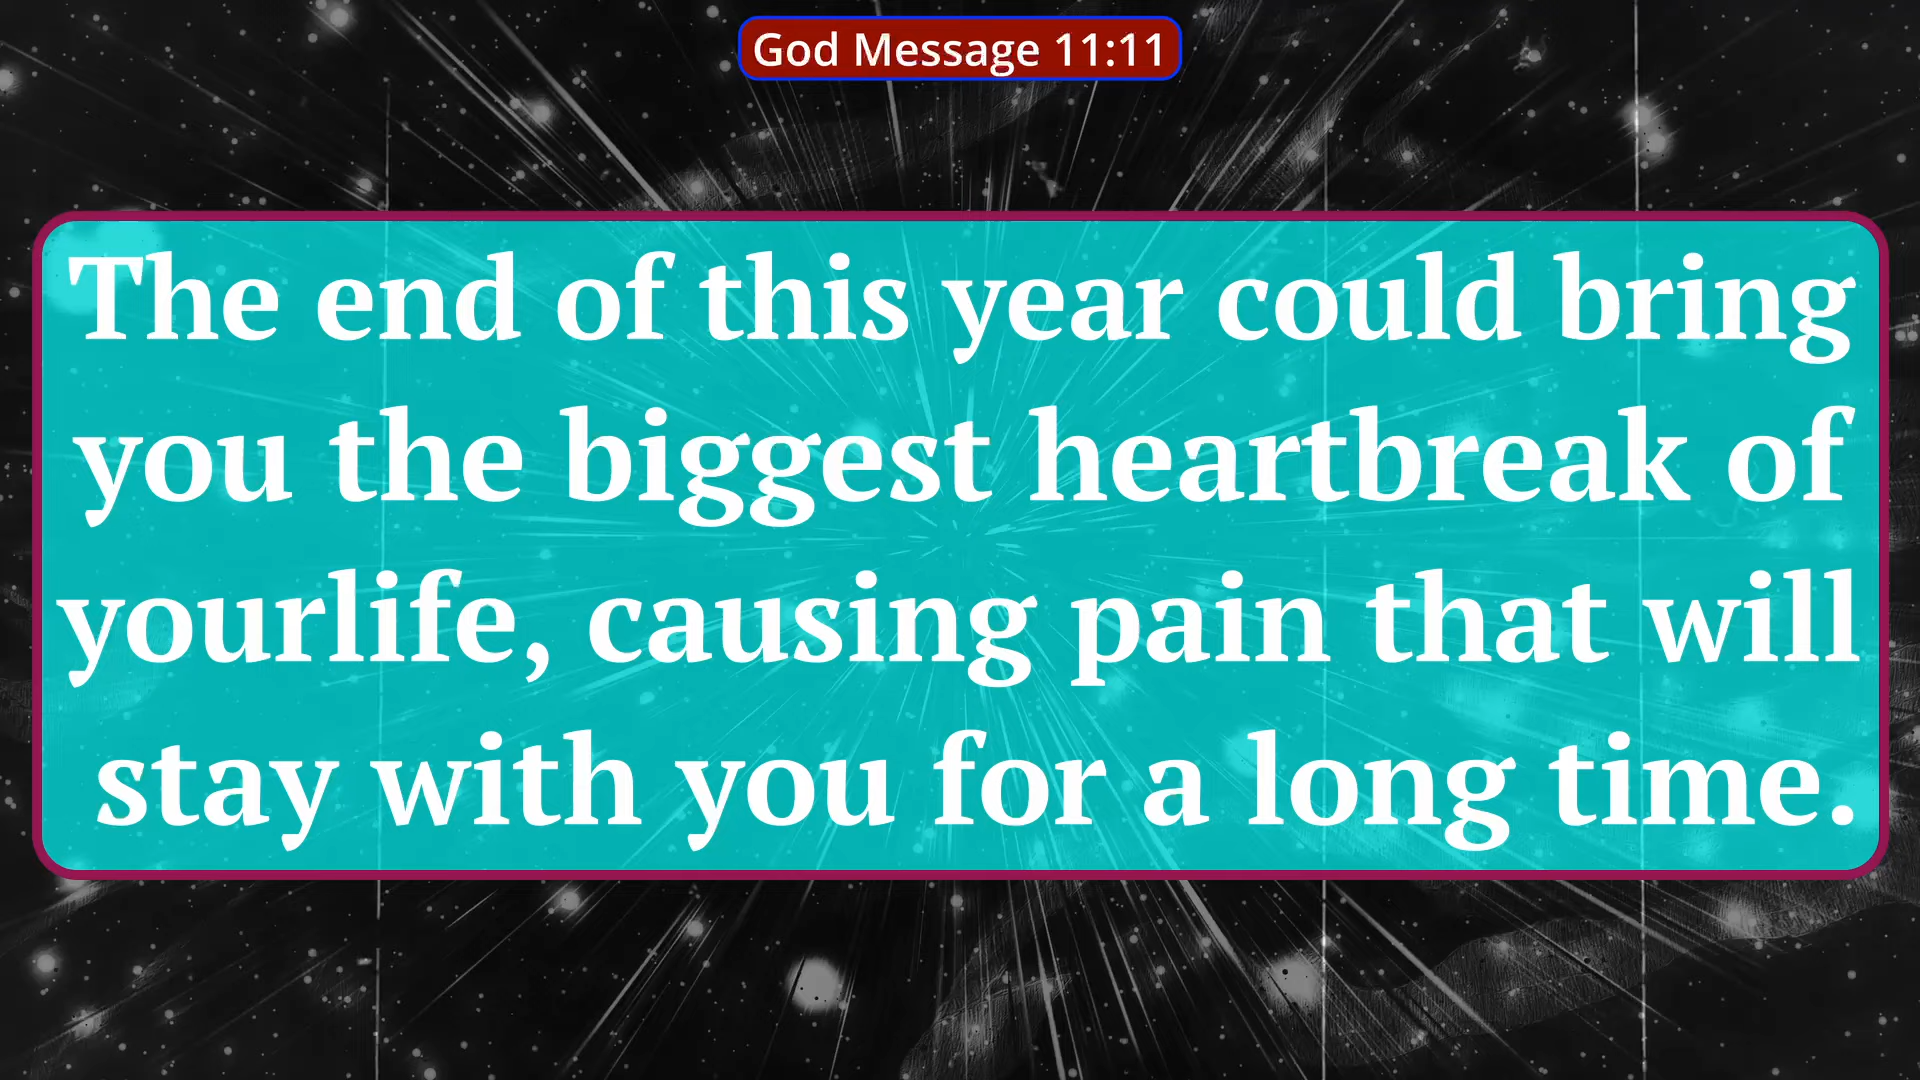 God Message 11:11
The end of this year could bring
you the biggest heartbreak of
yourlife, causing pain that will
stay with you for a long time.